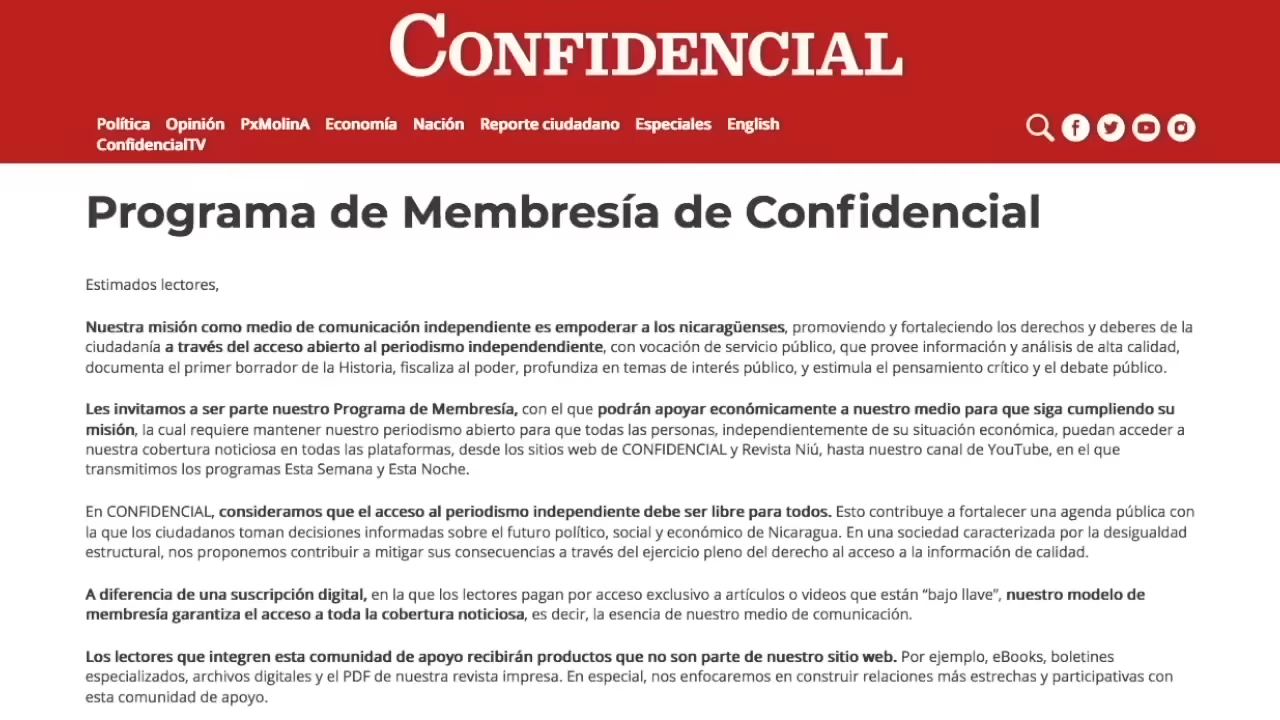 CONFIDENCIAL
Política Opinión PxMolinA Economía Nación Reporte ciudadano Especiales English
ConfidencialTV
Programa de Membresía de Confidencial
Estimados lectores,
Nuestra misión como medio de comunicación independiente es empoderar a los nicaragüenses, promoviendo y fortaleciendo los derechos y deberes de la
ciudadanía a través del acceso abierto al periodismo independendiente, con vocación de servicio público, que provee información y análisis de alta calidad,
documenta el primer borrador de la Historia, fiscaliza al poder, profundiza en temas de interés público, y estimula el pensamiento crítico y el debate público.
Les invitamos a ser parte nuestro Programa de Membresía, con el que podrán apoyar económicamente a nuestro medio para que siga cumpliendo su
misión, la cual requiere mantener nuestro periodismo abierto para que todas las personas, independientemente de su situación económica, puedan acceder a
nuestra cobertura noticiosa en todas las plataformas, desde los sitios web de CONFIDENCIAL y Revista Niú, hasta nuestro canal de YouTube, en el que
transmitimos los programas Esta Semana y Esta Noche.
En CONFIDENCIAL, consideramos que el acceso al periodismo independiente debe ser libre para todos. Esto contribuye a fortalecer una agenda pública con
la que los ciudadanos toman decisiones informadas sobre el futuro político, social y económico de Nicaragua. En una sociedad caracterizada por la desigualdad
estructural, nos proponemos contribuir a mitigar sus consecuencias a través del ejercicio pleno del derecho al acceso a la información de calidad.
A diferencia de una suscripción digital, en la que los lectores pagan por acceso exclusivo a artículos o videos que están “bajo llave”, nuestro modelo de
membresía garantiza el acceso a toda la cobertura noticiosa, es decir, la esencia de nuestro medio de comunicación.
Los lectores que integren esta comunidad de apoyo recibirán productos que no son parte de nuestro sitio web. Por ejemplo, eBooks, boletines
especializados, archivos digitales y el PDF de nuestra revista impresa. En especial, nos enfocaremos en construir relaciones más estrechas y participativas con
esta comunidad de apoyo.